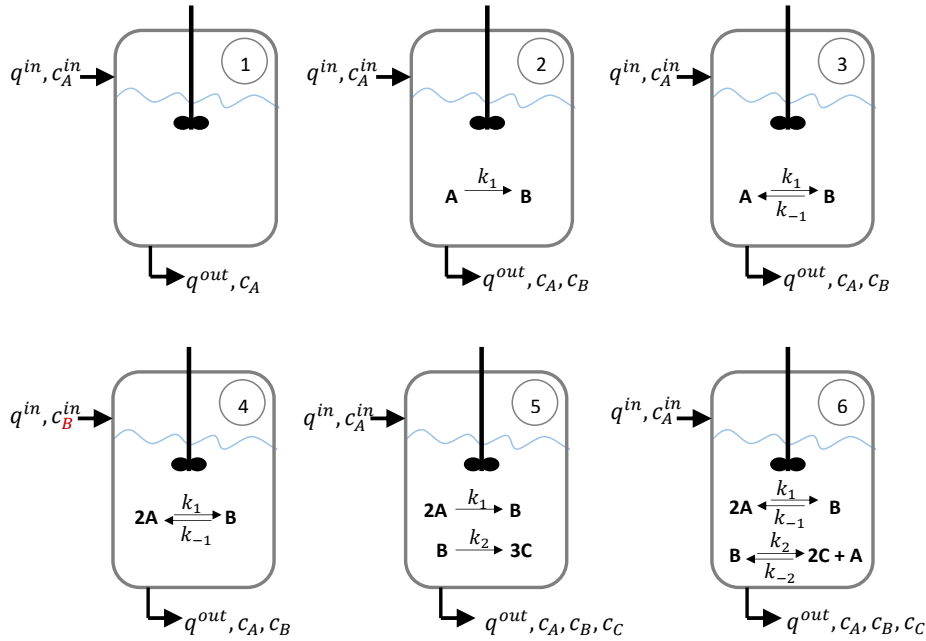 1
q^{in}, c_A^{in}
q^{out}, c_A
2
q^{in}, c_A^{in}
k_1
A B
q^{out}, c_A, c_B
3
q^{in}, c_A^{in}
k_1
A B
k_{-1}
q^{out}, c_A, c_B
4
q^{in}, c_B^{in}
k_1
2A B
k_{-1}
q^{out}, c_A, c_B
5
q^{in}, c_A^{in}
k_1
2A B
k_2
B 3C
q^{out}, c_A, c_B, c_C
6
q^{in}, c_A^{in}
k_1
2A B
k_{-1}
k_2
B 2C + A
k_{-2}
q^{out}, c_A, c_B, c_C